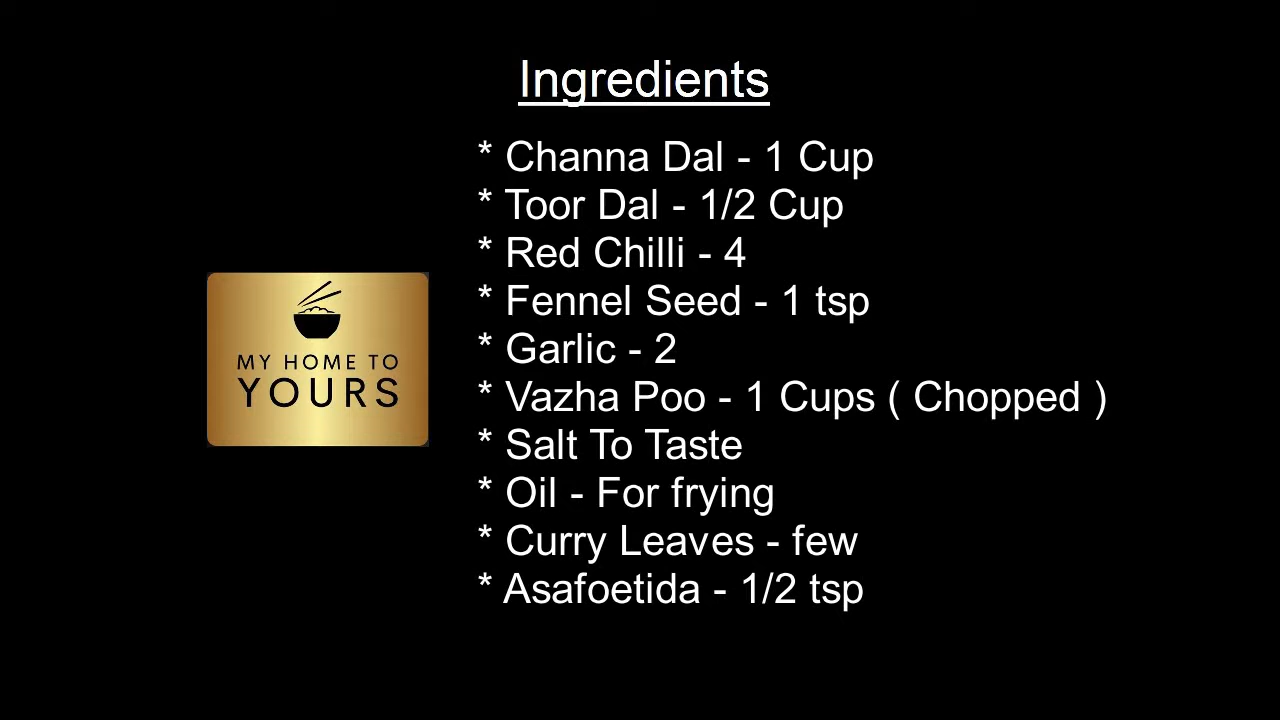 Ingredients
* Channa Dal - 1 Cup
* Toor Dal - 1/2 Cup
* Red Chilli - 4
* Fennel Seed - 1 tsp
* Garlic - 2
* Vazha Poo - 1 Cups ( Chopped )
* Salt To Taste
* Oil - For frying
* Curry Leaves - few
* Asafoetida - 1/2 tsp
MY HOME TO
YOURS